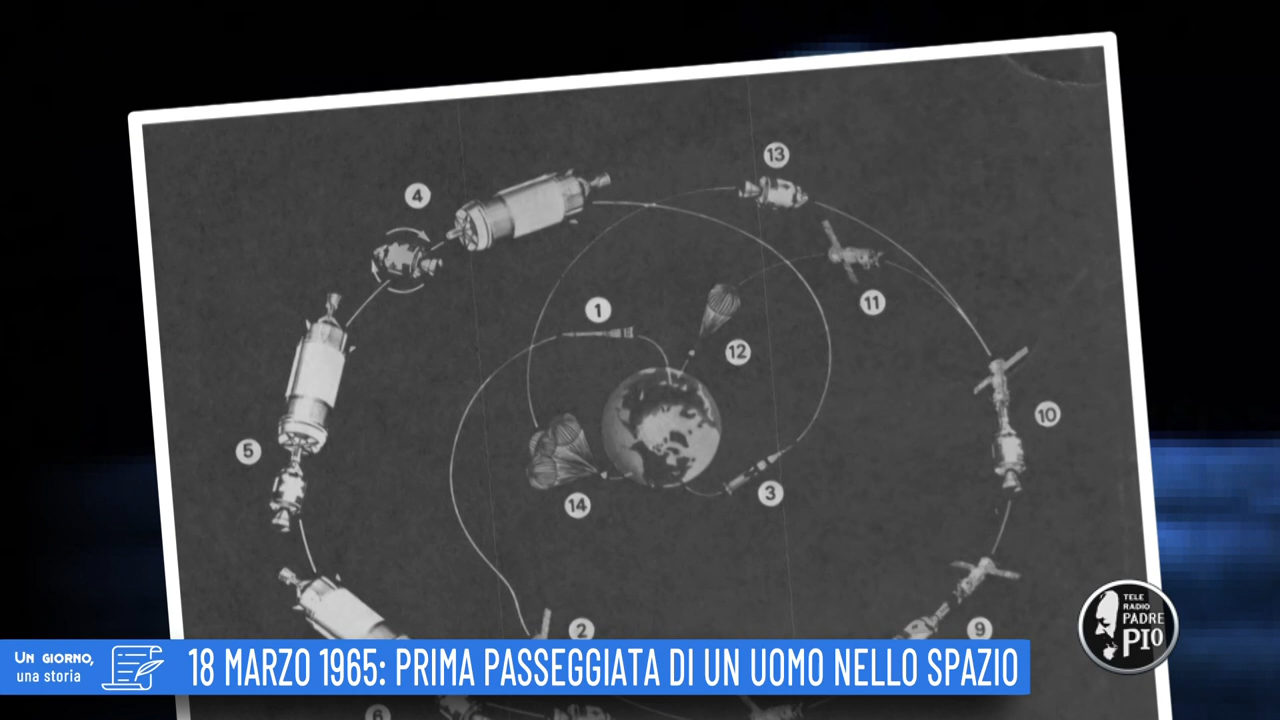 13
4
1
11
12
10
5
3
14
2
9
UN GIORNO,
una storia
18 MARZO 1965: PRIMA PASSEGGIATA DI UN UOMO NELLO SPAZIO
TELE
RADIO
PADRE
PIO
6